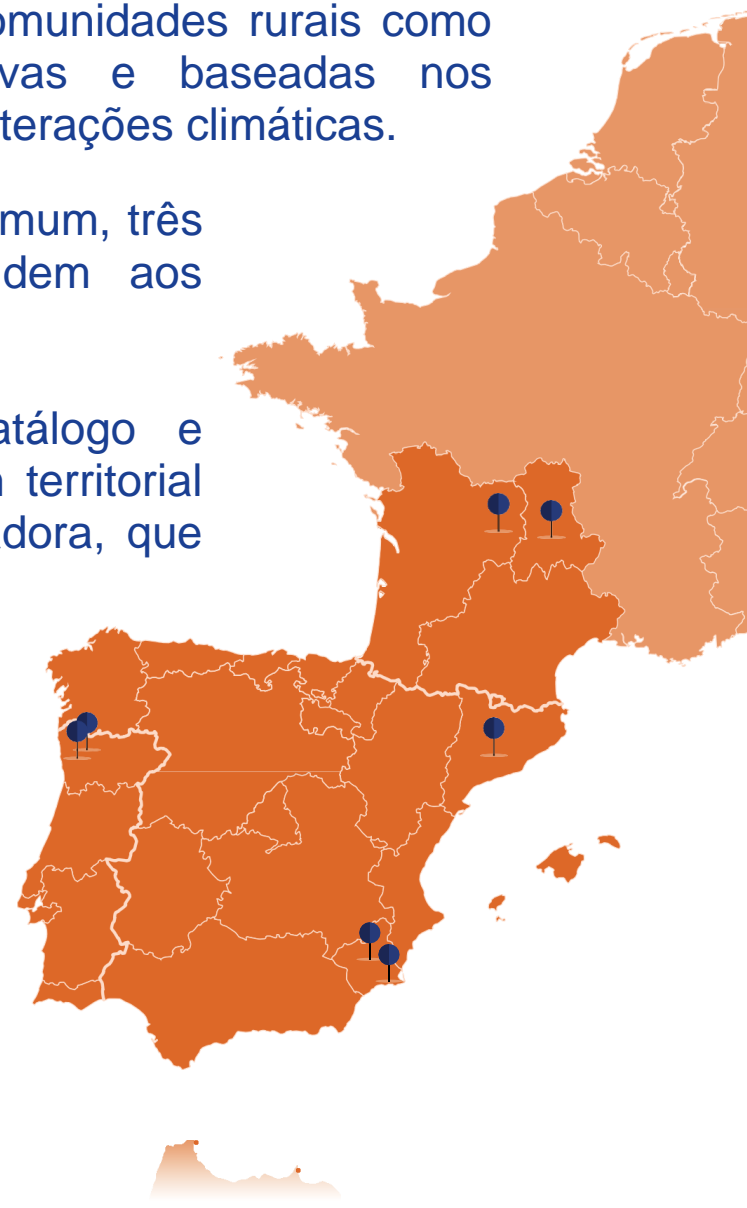 omunidades rurais como
vas e baseadas nos
terações climáticas.
mum, três
dem aos
atálogo e
territorial
dora, que